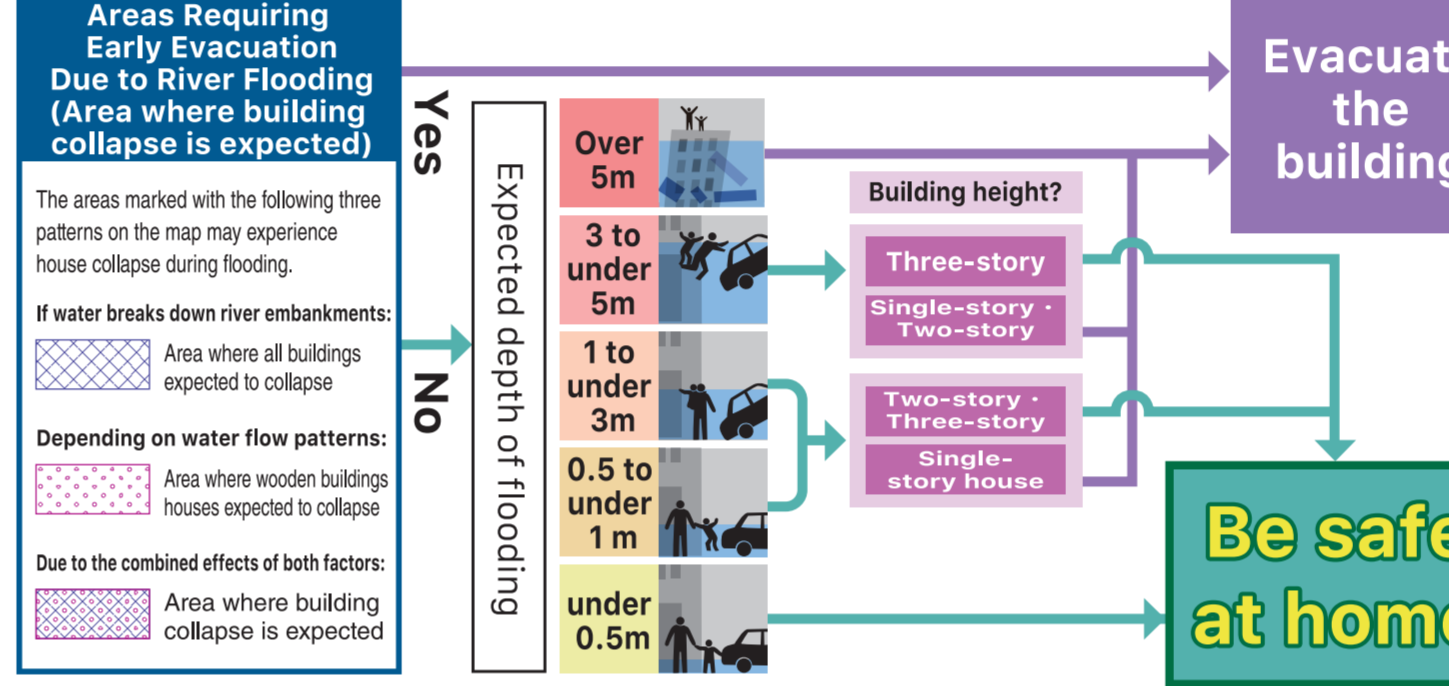 Areas Requiring
Early Evacuation
Due to River Flooding
(Area where building
collapse is expected)
The areas marked with the following three
patterns on the map may experience
house collapse during flooding.
If water breaks down river embankments:
Area where all buildings
expected to collapse
Depending on water flow patterns:
Area where wooden buildings
houses expected to collapse
Due to the combined effects of both factors:
Area where building
collapse is expected
Yes
No
Expected depth of flooding
Over
5m
3 to
under
5m
1 to
under
3m
0.5 to
under
1 m
under
0.5m
Building height?
Three-story
Single-story ·
Two-story
Two-story ·
Three-story
Single-
story house
Evacuat
the
building
Be safe
at home